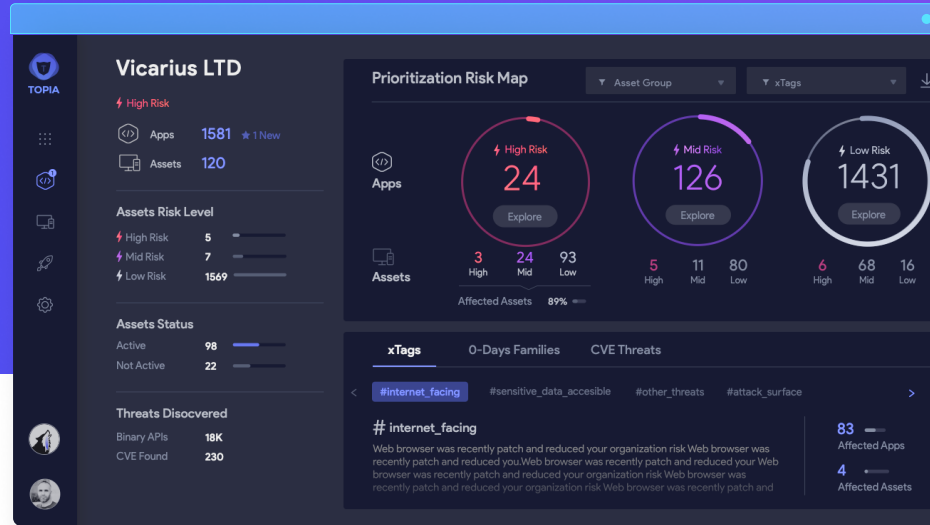 TOPIA
1
Vicarius LTD
High Risk
Apps 1581 1 New
Assets 120
Assets Risk Level
High Risk 5
Mid Risk 7
Low Risk 1569
Assets Status
Active 98
Not Active 22
Threats Disocvered
Binary APIs 18K
CVE Found 230
Prioritization Risk Map
Asset Group
xTags
Apps
High Risk
24
Explore
Mid Risk
126
Explore
Low Risk
1431
Explore
Assets
3 24 93
High Mid Low
Affected Assets 89%
5 11 80
High Mid Low
6 68 16
High Mid Low
xTags 0-Days Families CVE Threats
#internet_facing #sensitive_data_accesible #other_threats #attack_surface
# internet_facing
Web browser was recently patch and reduced your organization risk Web browser was
recently patch and reduced you.Web browser was recently patch and reduced your Web
browser was recently patch and reduced your organization risk Web browser was
recently patch and reduced your organization risk Web browser was recently patch and
83
Affected Apps
4
Affected Assets